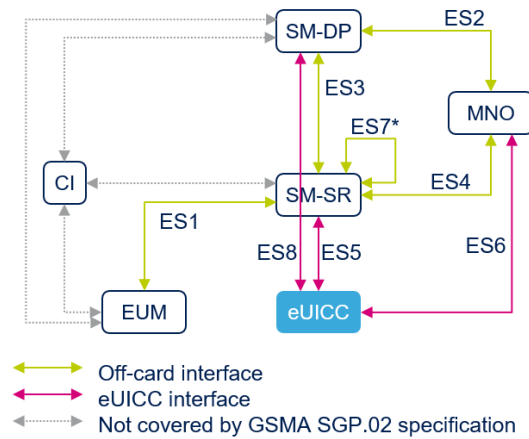 SM-DP
ES2
ES3
MNO
ES7*
CI
SM-SR
ES4
ES1
ES8
ES5
ES6
EUM
eUICC
Off-card interface
eUICC interface
Not covered by GSMA SGP.02 specification